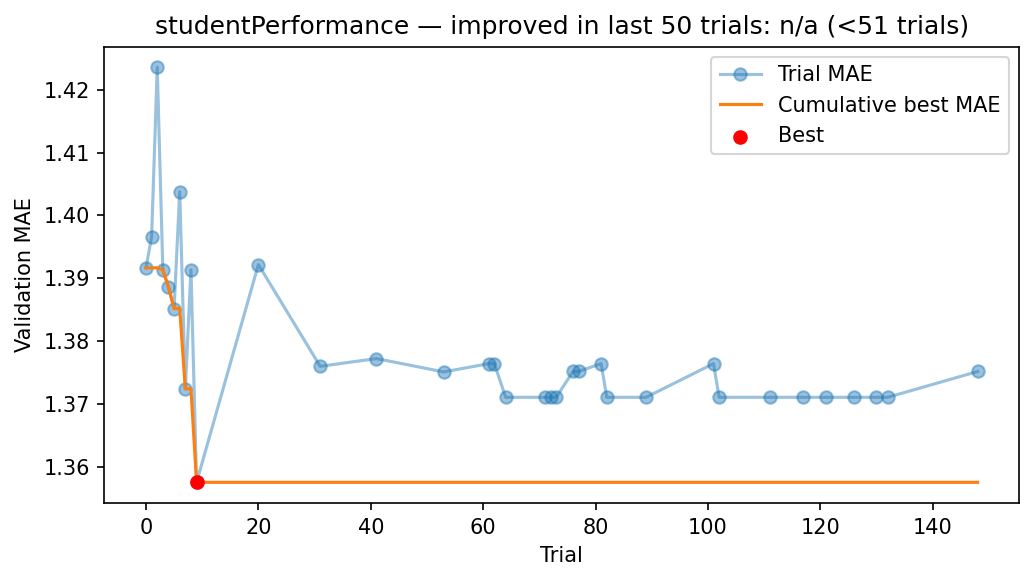 studentPerformance — improved in last 50 trials: n/a (<51 trials)
Trial MAE
Cumulative best MAE
Best
Validation MAE
1.42
1.41
1.40
1.39
1.38
1.37
1.36
0 20 40 60 80 100 120 140
Trial